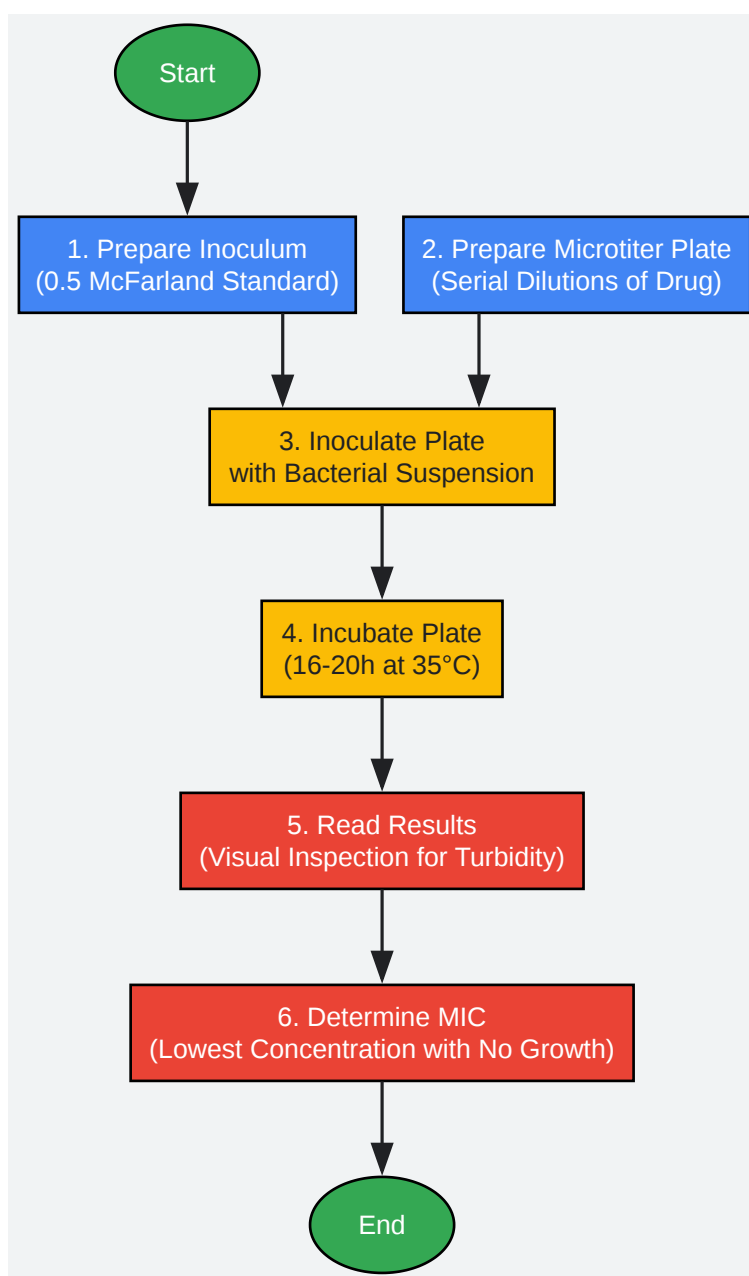 Start
1. Prepare Inoculum
(0.5 McFarland Standard)
2. Prepare Microtiter Plate
(Serial Dilutions of Drug)
3. Inoculate Plate
with Bacterial Suspension
4. Incubate Plate
(16-20h at 35°C)
5. Read Results
(Visual Inspection for Turbidity)
6. Determine MIC
(Lowest Concentration with No Growth)
End